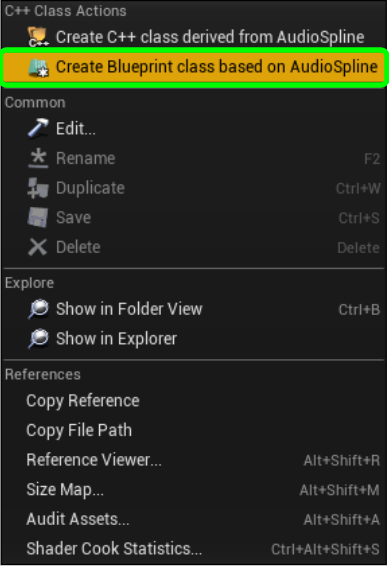 C++ Class Actions
Create C++ class derived from AudioSpline
Create Blueprint class based on AudioSpline
Common
Edit...
Rename F2
Duplicate Ctrl+W
Save Ctrl+S
Delete Delete
Explore
Show in Folder View Ctrl+B
Show in Explorer
References
Copy Reference
Copy File Path
Reference Viewer... Alt+Shift+R
Size Map... Alt+Shift+M
Audit Assets... Alt+Shift+A
Shader Cook Statistics... Ctrl+Alt+Shift+S